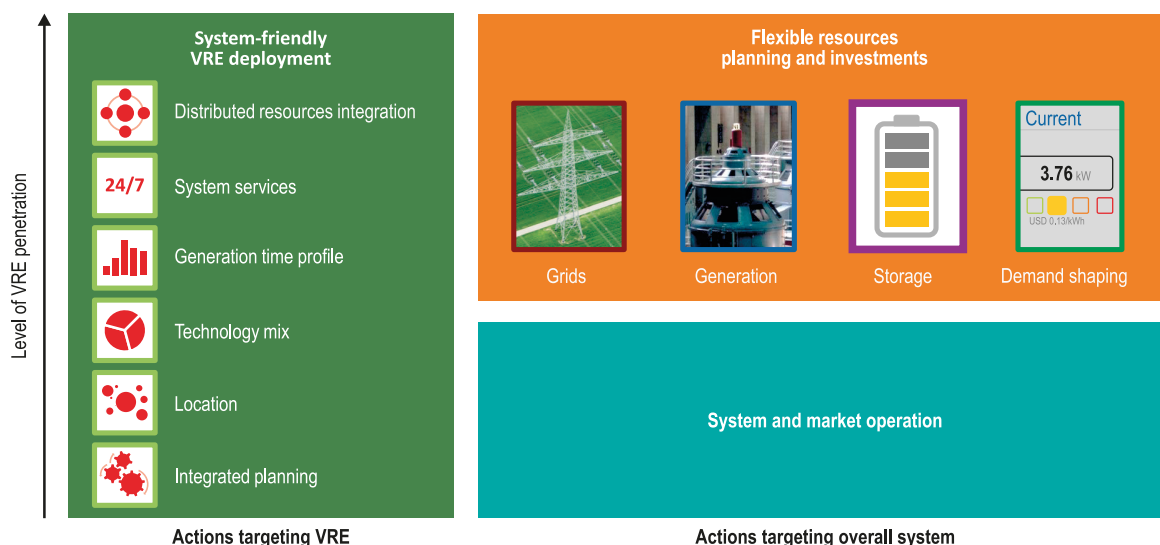 Level of VRE penetration
System-friendly
VRE deployment
Distributed resources integration
24/7
System services
Generation time profile
Technology mix
Location
Integrated planning
Actions targeting VRE
Flexible resources
planning and investments
Current
3.76 kW
USD 0,13/kWh
Grids
Generation
Storage
Demand shaping
System and market operation
Actions targeting overall system